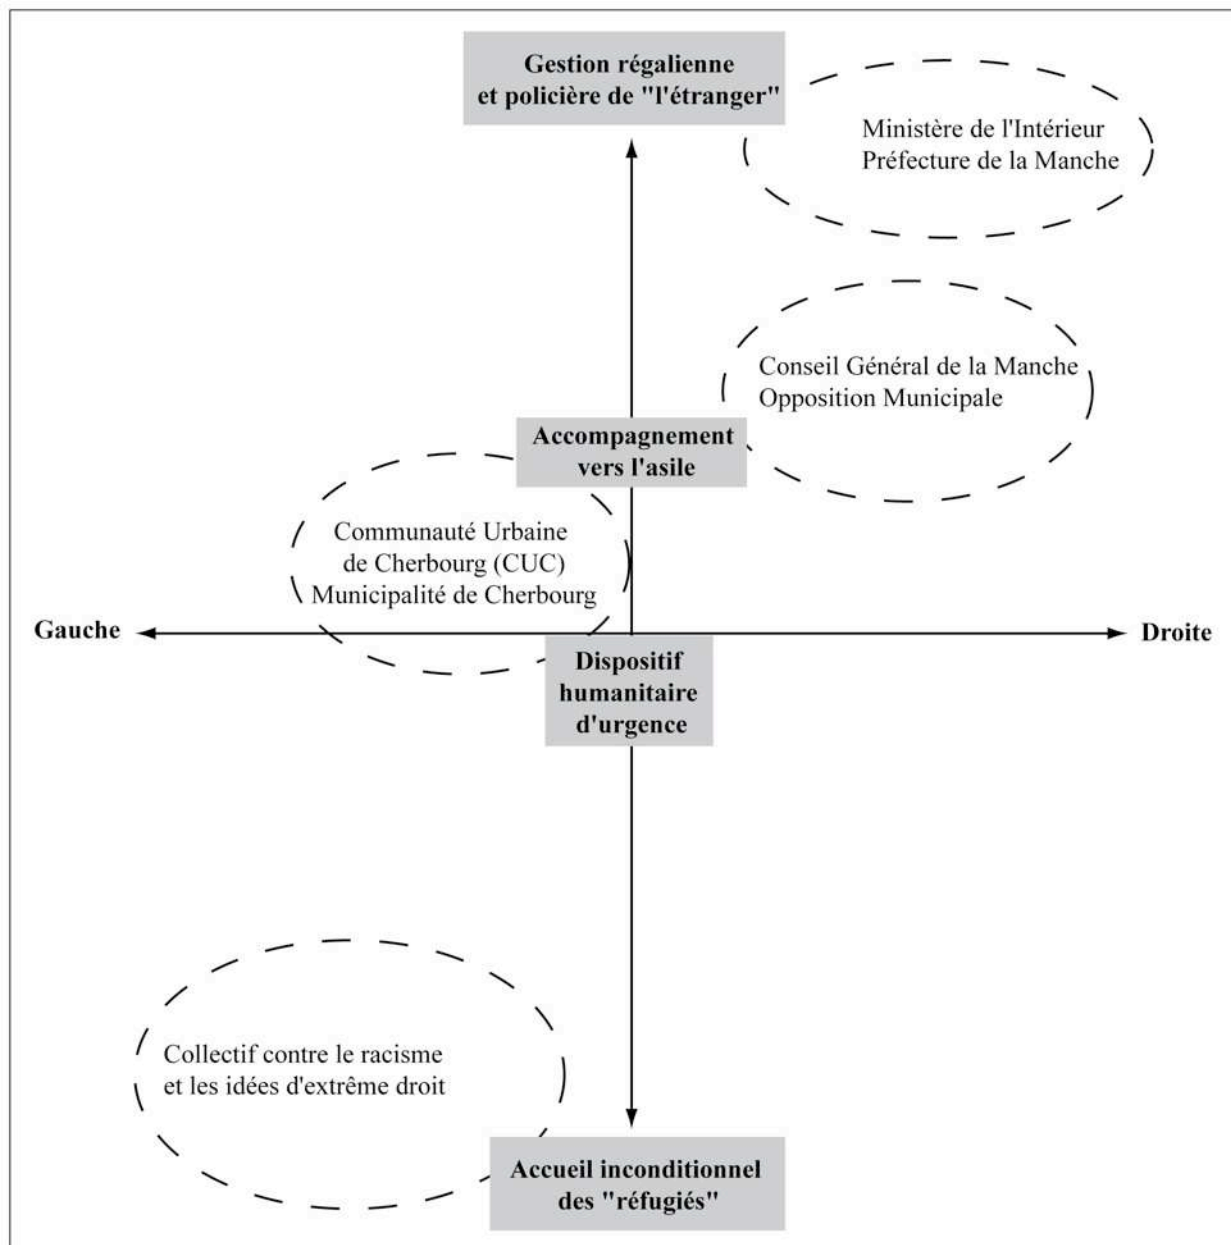 Gestion régalienne
et policière de "l'étranger"
Ministère de l'Intérieur
Préfecture de la Manche
Conseil Général de la Manche
Opposition Municipale
Accompagnement
vers l'asile
Communauté Urbaine
de Cherbourg (CUC)
Municipalité de Cherbourg
Gauche
Droite
Dispositif
humanitaire
d'urgence
Collectif contre le racisme
et les idées d'extrême droit
Accueil inconditionnel
des "réfugiés"